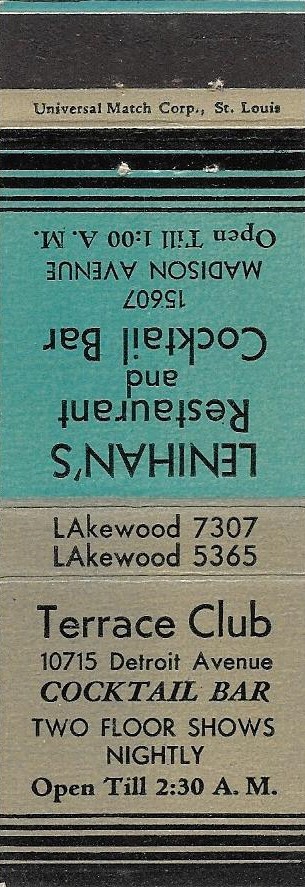 Universal Match Corp., St. Louis
LENIHAN'S
Restaurant
and
Cocktail Bar
15607
MADISON AVENUE
Open Till 1:00 A. M.
LAkewood 7307
LAkewood 5365
Terrace Club
10715 Detroit Avenue
COCKTAIL BAR
TWO FLOOR SHOWS
NIGHTLY
Open Till 2:30 A. M.